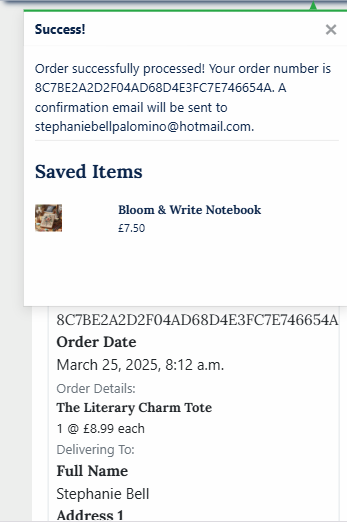 Success!
×
Order successfully processed! Your order number is
8C7BE2A2D2F04AD68D4E3FC7E746654A. A
confirmation email will be sent to
stephaniebellpalomino@hotmail.com.
Saved Items
Bloom & Write Notebook
£7.50
8C7BE2A2D2F04AD68D4E3FC7E746654A
Order Date
March 25, 2025, 8:12 a.m.
Order Details:
The Literary Charm Tote
1 @ £8.99 each
Delivering To:
Full Name
Stephanie Bell
Address 1